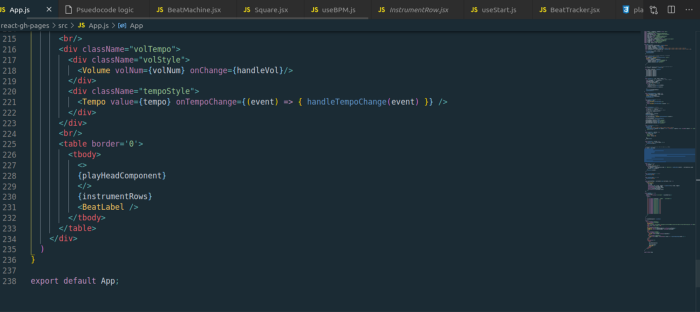 JS App.js ×
Psuedocode logic
JS BeatMachine.jsx
JS Square.jsx
JS useBPM.js
JS InstrumentRow.jsx
JS useStart.js
JS BeatTracker.jsx
pla
react-gh-pages > src > JS App.js > App
215 <br/>
216 <div className="volTempo">
217 <div className="volStyle">
218 <Volume volNum={volNum} onChange={handleVol}/>
219 </div>
220 <div className="tempoStyle">
221 <Tempo value={tempo} onTempoChange={(event) => { handleTempoChange(event) }} />
222 </div>
223 </div>
224 <br/>
225 <table border='0'>
226 <tbody>
227 <>
228 {playHeadComponent}
229 </>
230 {instrumentRows}
231 <BeatLabel />
232 </tbody>
233 </table>
234 </div>
235 )
236 }
237
238 export default App;